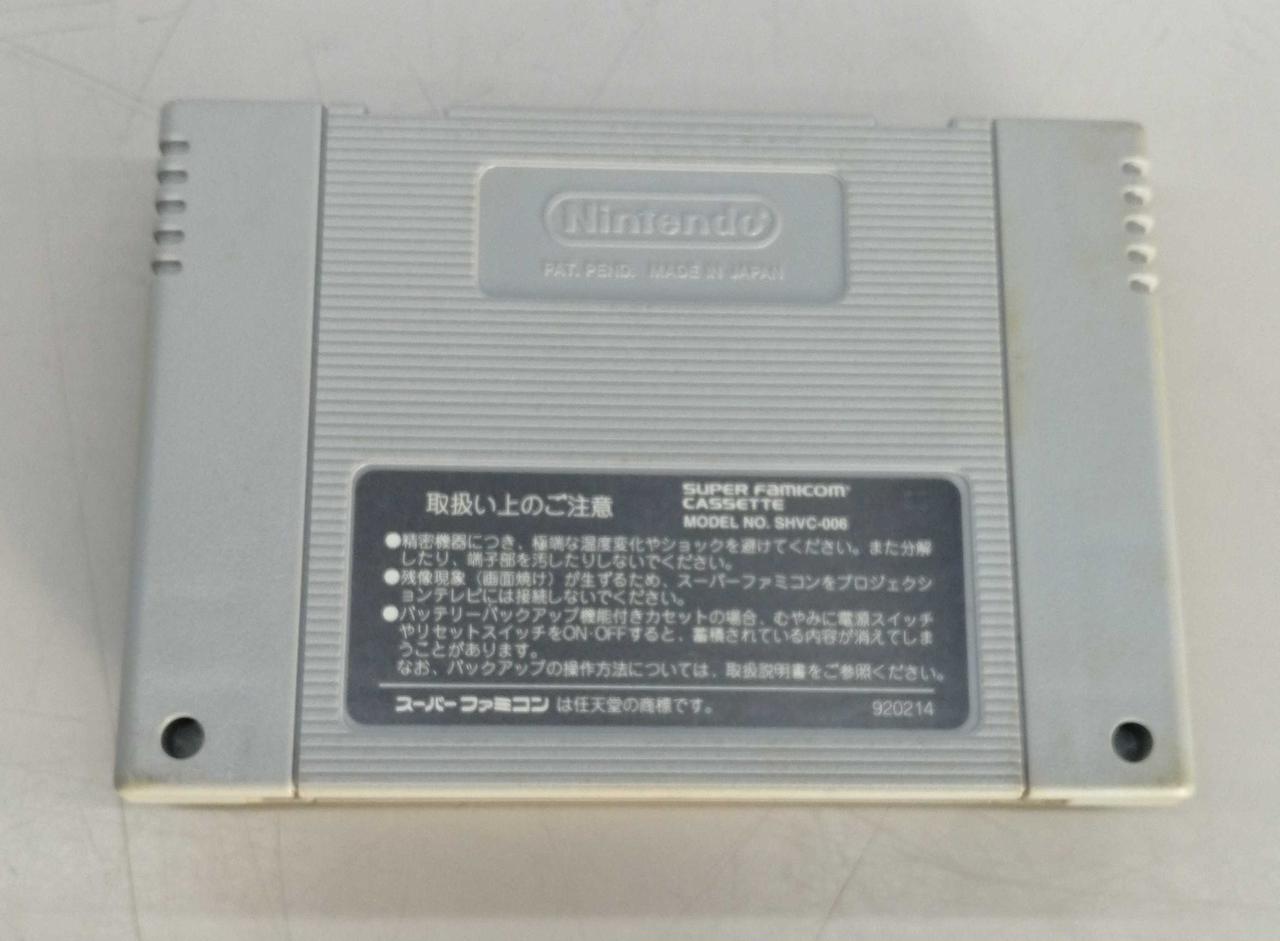 Nintendo
PAT. PEND. MADE IN JAPAN
取扱い上のご注意
SUPER FAMICOM
CASSETTE
MODEL NO. SHVC-006
●精密機器につき、極端な温度変化やショックを避けてください。また分解
したり、端子部を汚したりしないでください。
●残像現象（画面焼け）が生ずるため、スーパーファミコンをプロジェクシ
ョンテレビには接続しないでください。
●バッテリーバックアップ機能付きカセットの場合、むやみに電源スイッチ
やリセットスイッチをON・OFFすると、蓄積されている内容が消えてしま
うことがあります。
なお、バックアップの操作方法については、取扱説明書をご参照ください。
スーパーファミコン は任天堂の商標です。
920214